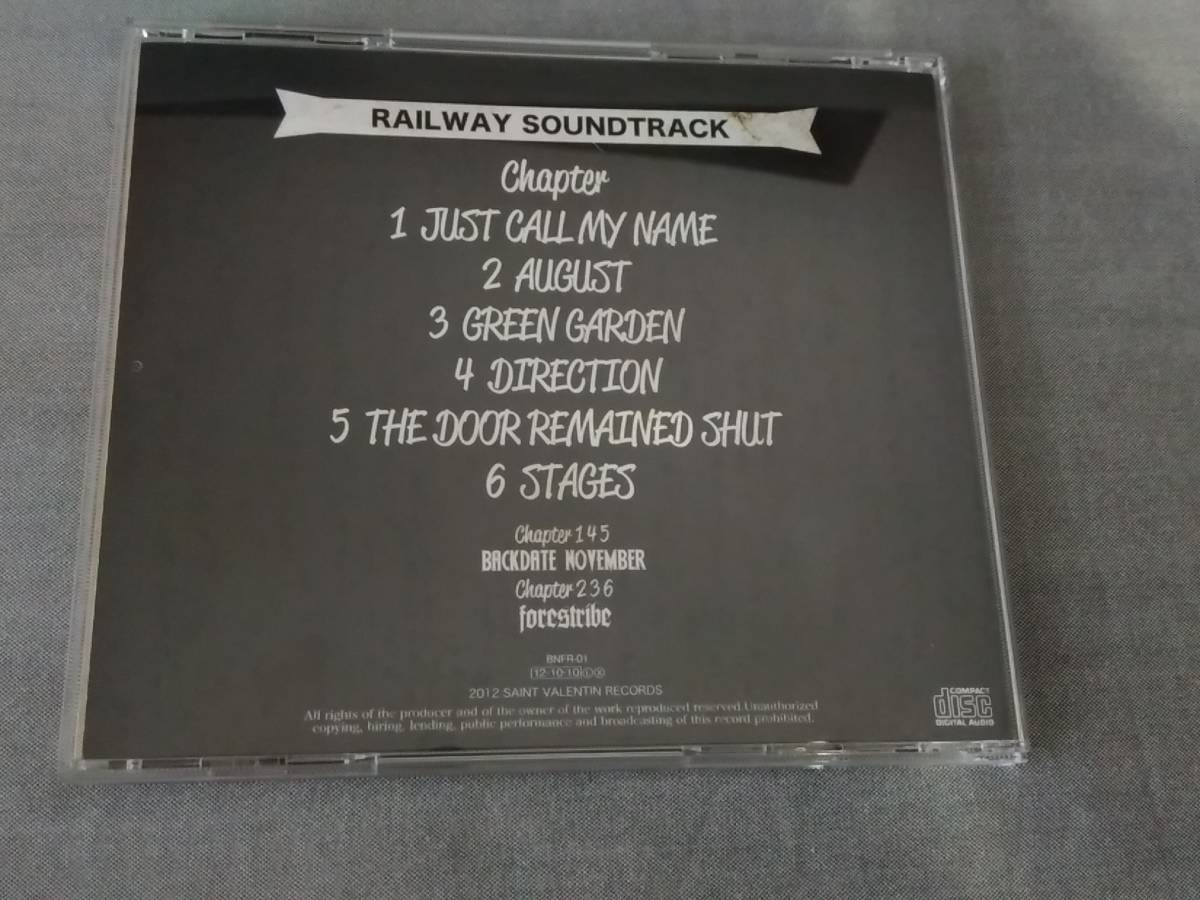 RAILWAY SOUNDTRACK
Chapter
1 JUST CALL MY NAME
2 AUGUST
3 GREEN GARDEN
4 DIRECTION
5 THE DOOR REMAINED SHUT
6 STAGES
Chapter 1 4 5
BACKDATE NOVEMBER
Chapter 2 3 6
forestribe
BNFR-01
12·10·10 L X
2012 SAINT VALENTIN RECORDS
All rights of the producer and of the owner of the work reproduced reserved.Unauthorized
copying, hiring, lending, public performance and broadcasting of this record prohibited.
COMPACT
disc
DIGITAL AUDIO